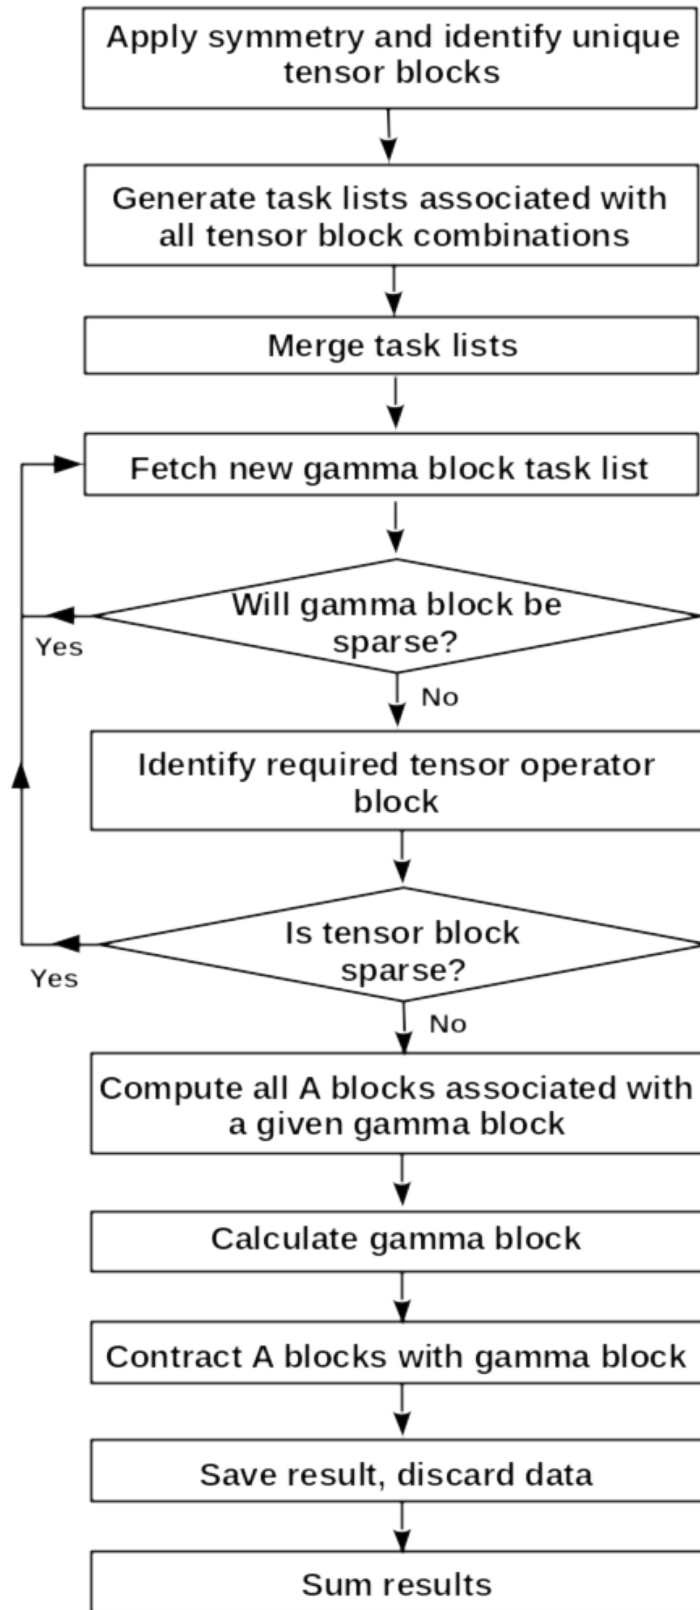 Apply symmetry and identify unique
tensor blocks
Generate task lists associated with
all tensor block combinations
Merge task lists
Fetch new gamma block task list
Will gamma block be
sparse?
Yes
No
Identify required tensor operator
block
Is tensor block
sparse?
Yes
No
Compute all A blocks associated with
a given gamma block
Calculate gamma block
Contract A blocks with gamma block
Save result, discard data
Sum results